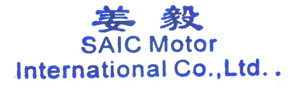 姜毅
SAIC Motor
International Co.,Ltd..